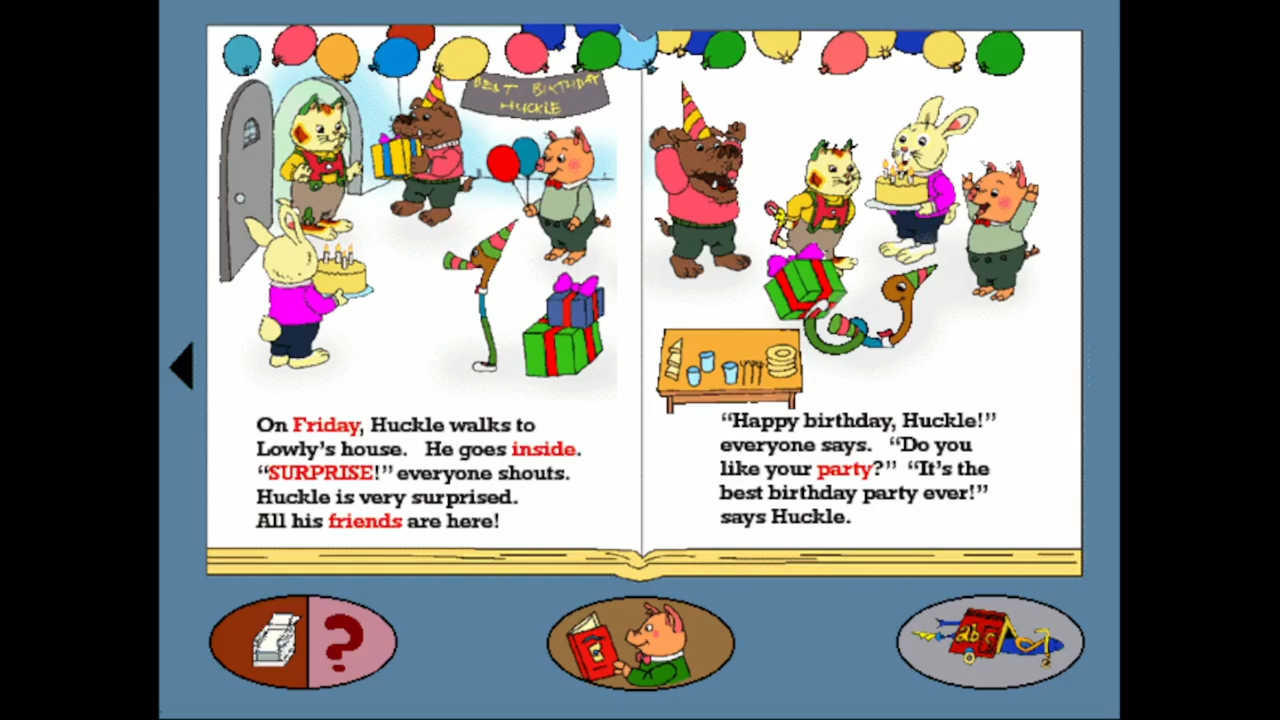 BEST BIRTHDAY
HUCKLE
On Friday, Huckle walks to
Lowly's house. He goes inside.
"SURPRISE!" everyone shouts.
Huckle is very surprised.
All his friends are here!
"Happy birthday, Huckle!"
everyone says. "Do you
like your party?" "It's the
best birthday party ever!"
says Huckle.
?
abc